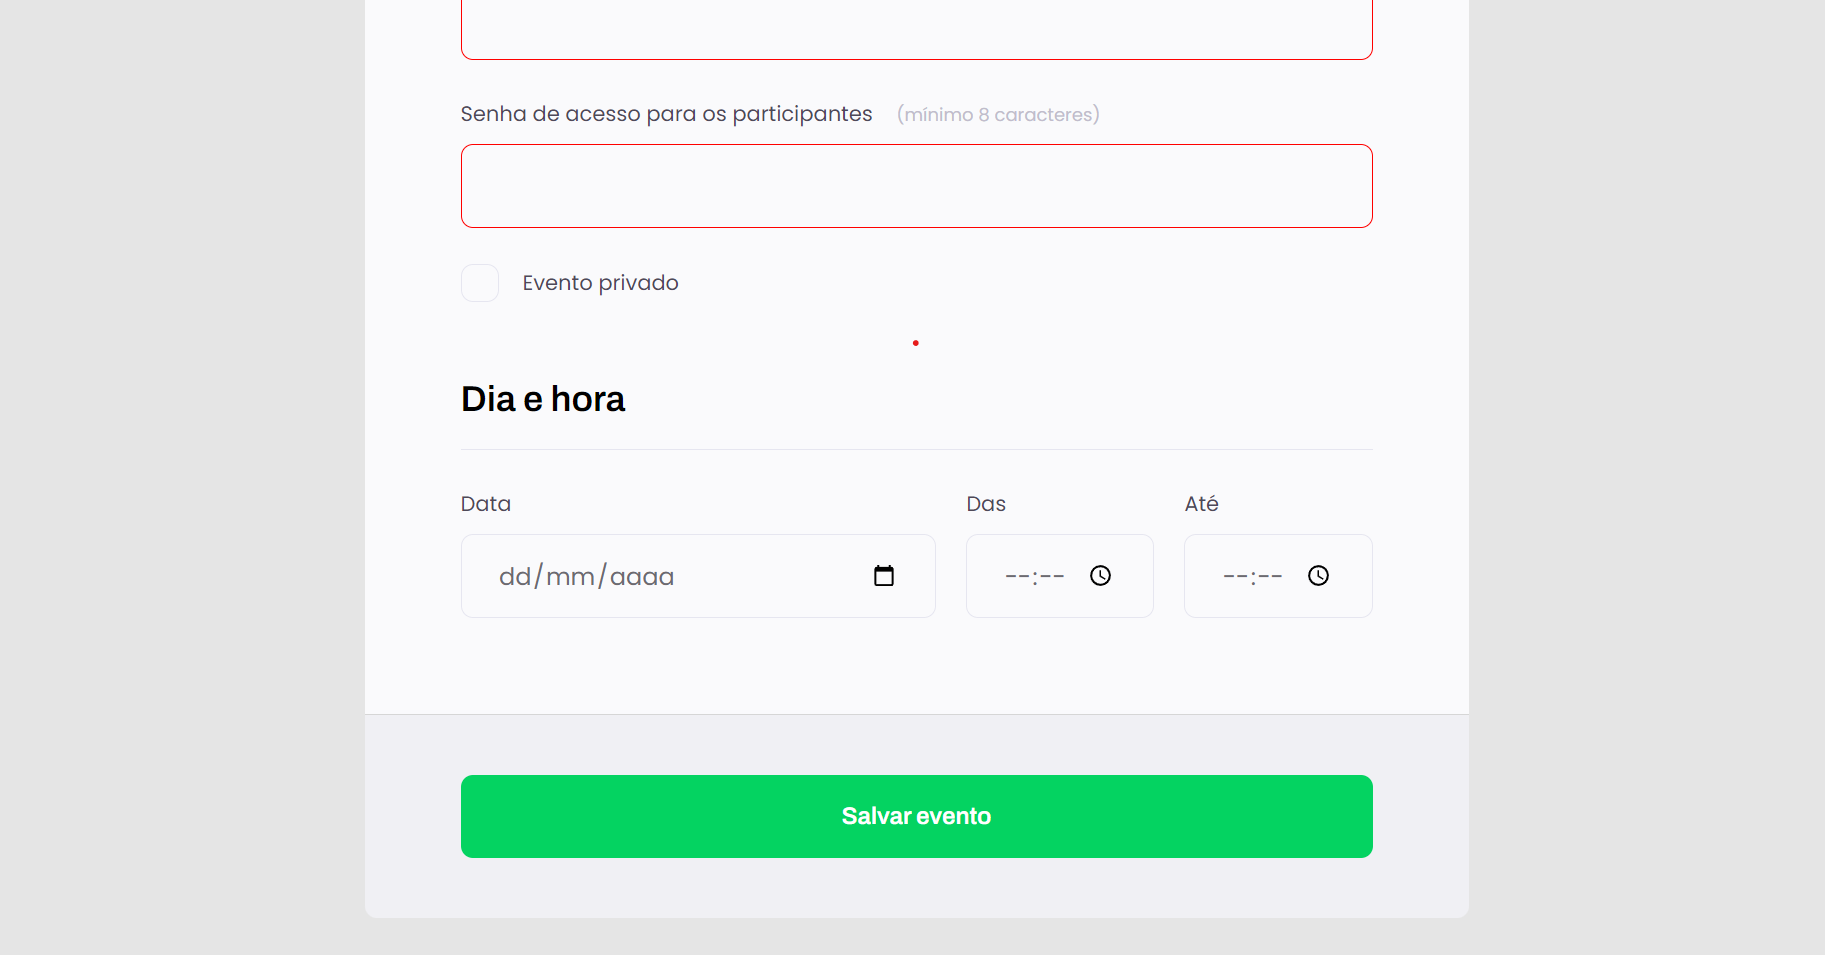 Senha de acesso para os participantes (mínimo 8 caracteres)
Evento privado
Dia e hora
Data Das Até
dd/mm/aaaa --:-- --:--
Salvar evento